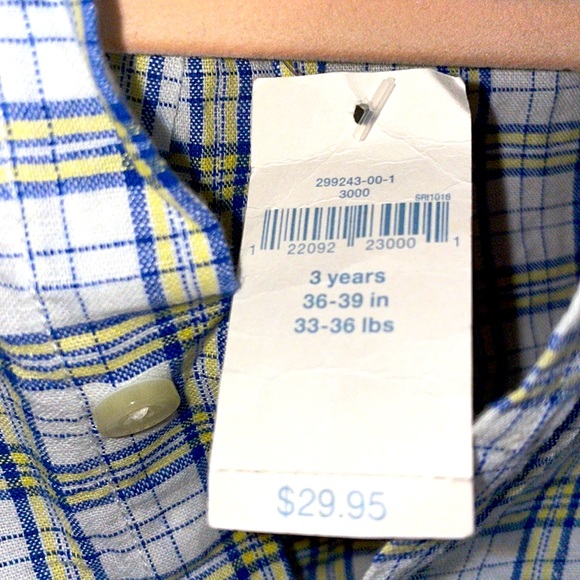 299243-00-1
3000
SRI1016
1 22092 23000 1
3 years
36-39 in
33-36 lbs
$29.95